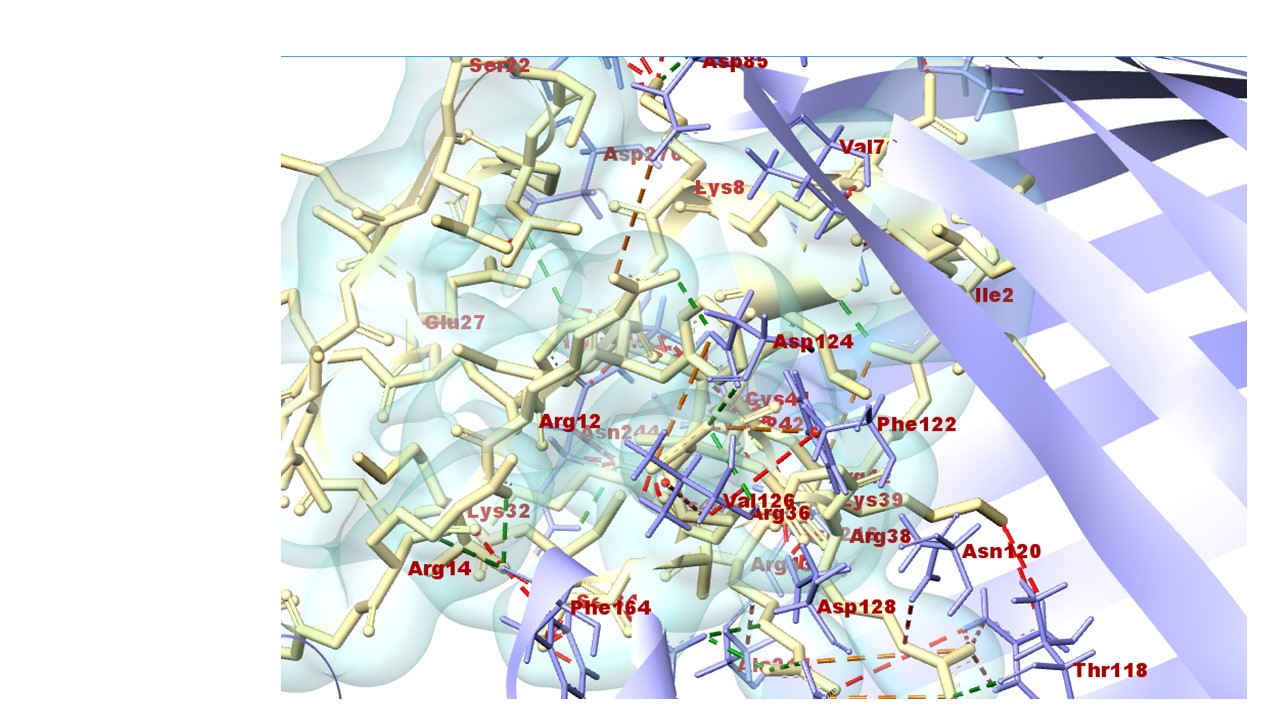 Ser22
Asp85
Val7
Lys8
Ile2
Glu27
Asp124
Arg12
Asn244
Phe122
Val126
Arg36
Lys39
Lys32
Arg38
Asn120
Arg14
Phe164
Asp128
Thr118